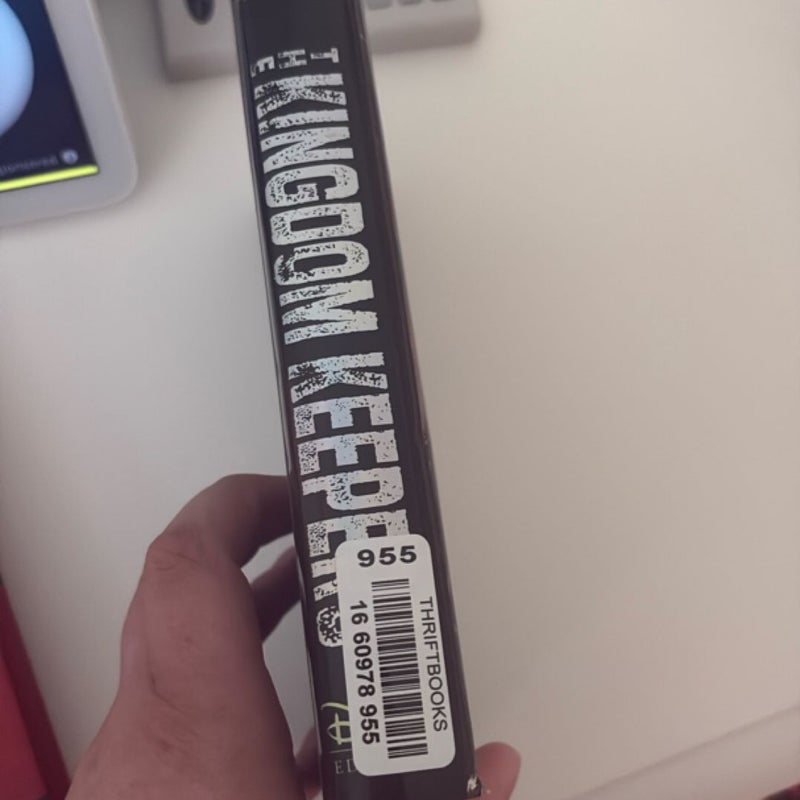 THE
KINGDOM KEEPERS
955
16 60978 955
THRIFTBOOKS